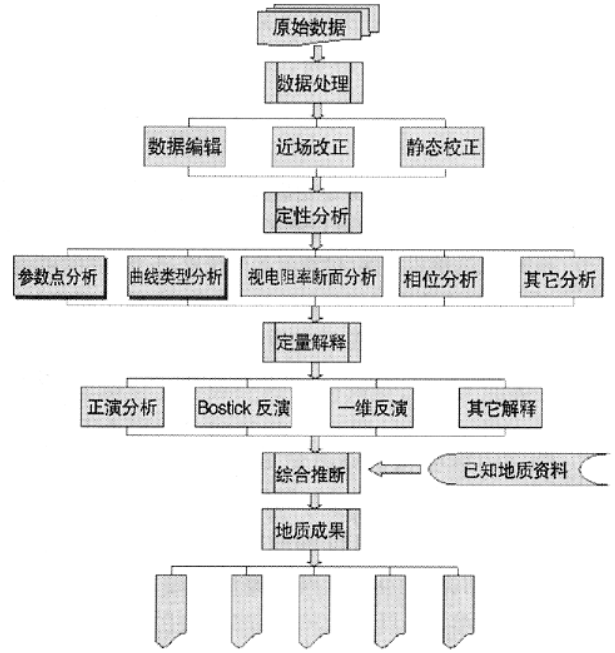 原始数据
数据处理
数据编辑
近场改正
静态校正
定性分析
参数点分析
曲线类型分析
视电阻率断面分析
相位分析
其它分析
定量解释
正演分析
Bostick 反演
一维反演
其它解释
综合推断
已知地质资料
地质成果